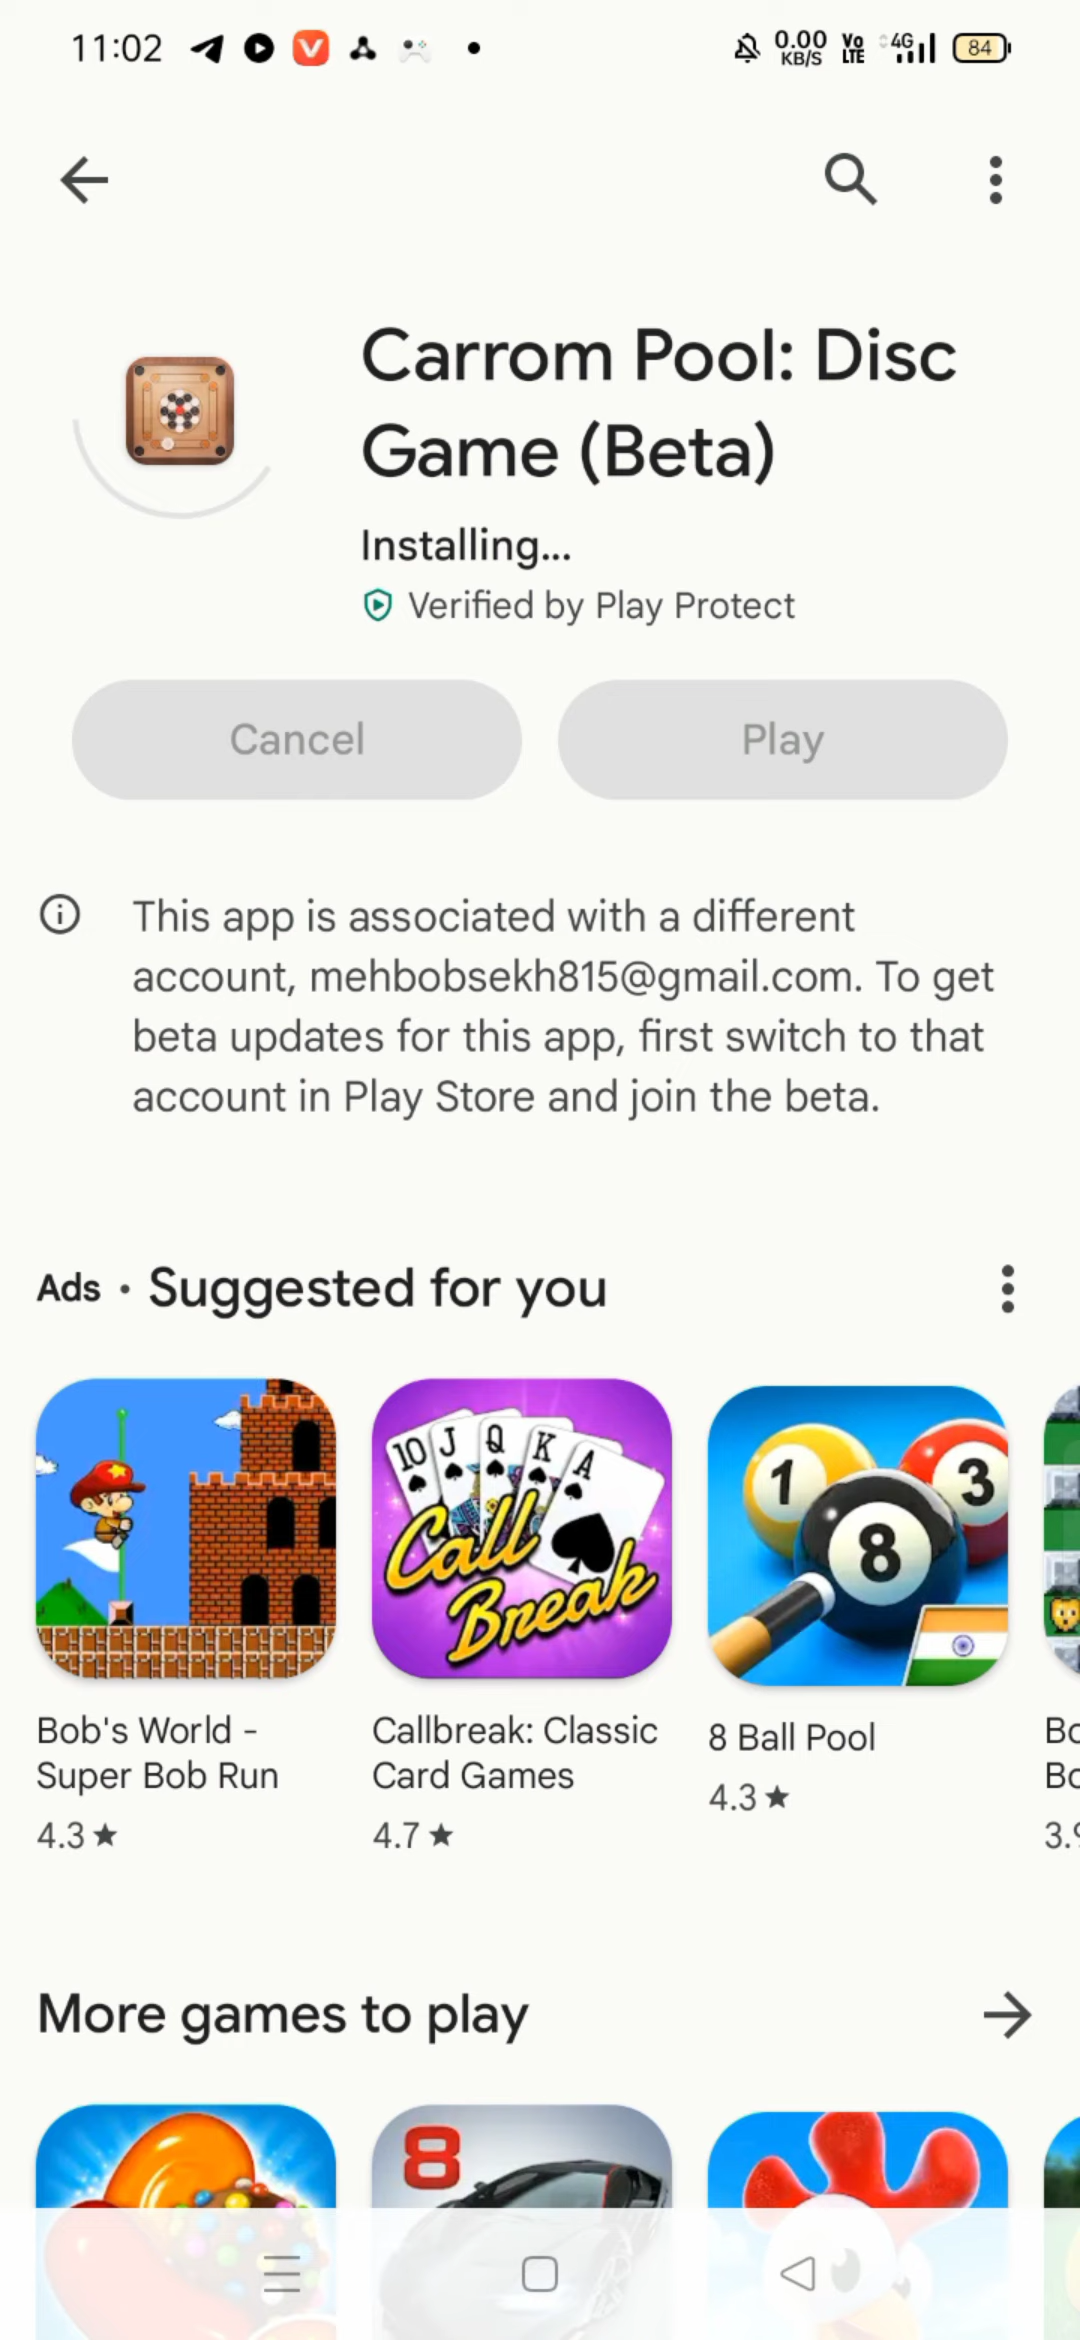 11:02
0.00 KB/S
Vo LTE
4G
84
Carrom Pool: Disc
Game (Beta)
Installing...
Verified by Play Protect
Cancel
Play
This app is associated with a different
account, mehbobsekh815@gmail.com. To get
beta updates for this app, first switch to that
account in Play Store and join the beta.
Ads • Suggested for you
10 J Q K A
Call
Break
1 3
8
Bob's World -
Super Bob Run
4.3 ★
Callbreak: Classic
Card Games
4.7 ★
8 Ball Pool
4.3 ★
More games to play
8